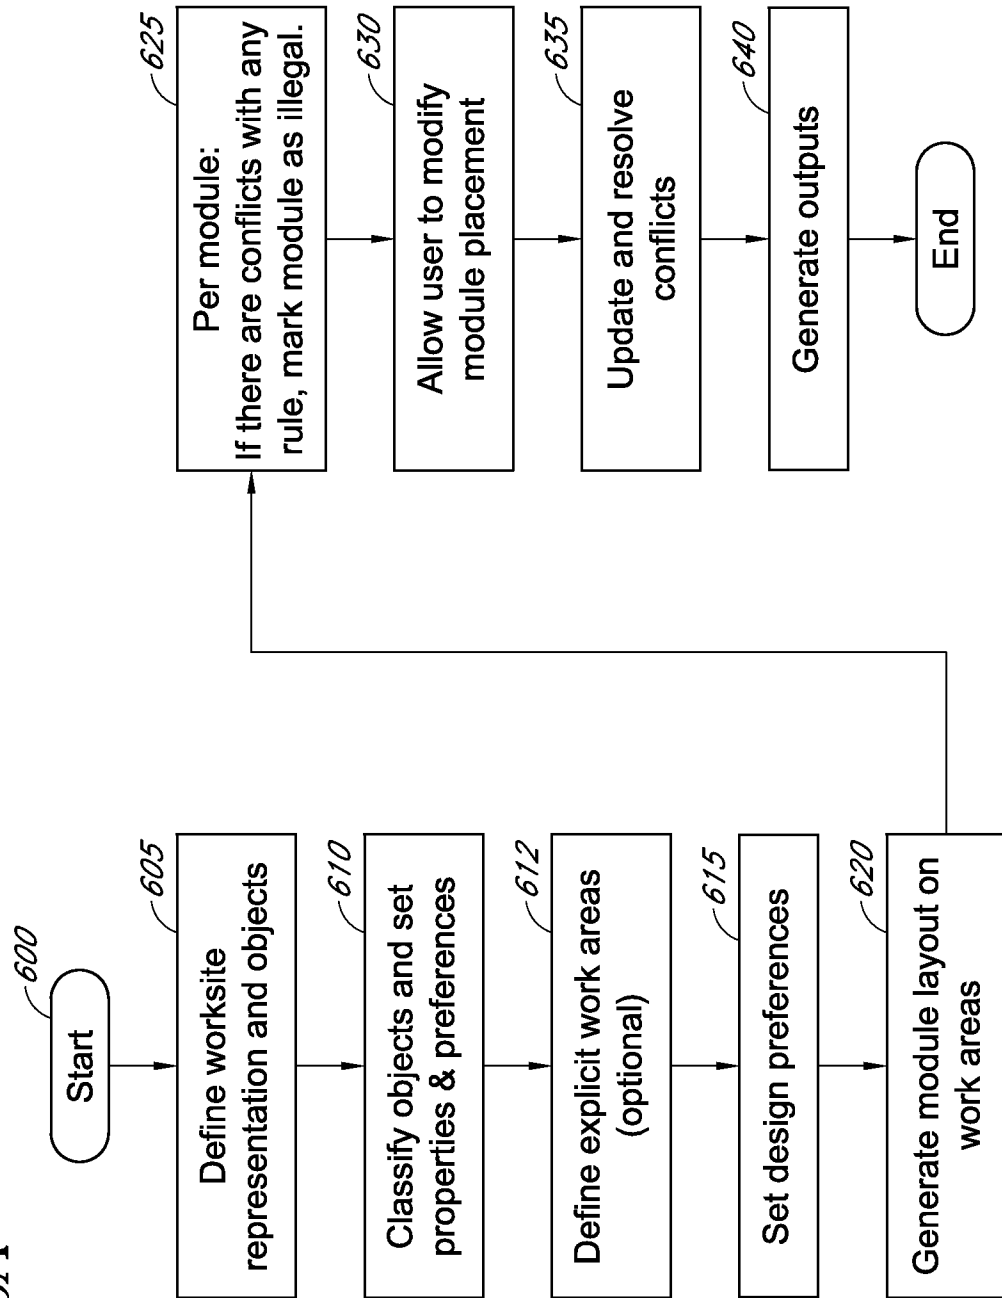 600
Start
605
Define worksite
representation and objects
610
Classify objects and set
properties & preferences
612
Define explicit work areas
(optional)
615
Set design preferences
620
Generate module layout on
work areas
625
Per module:
If there are conflicts with any
rule, mark module as illegal.
630
Allow user to modify
module placement
635
Update and resolve
conflicts
640
Generate outputs
End